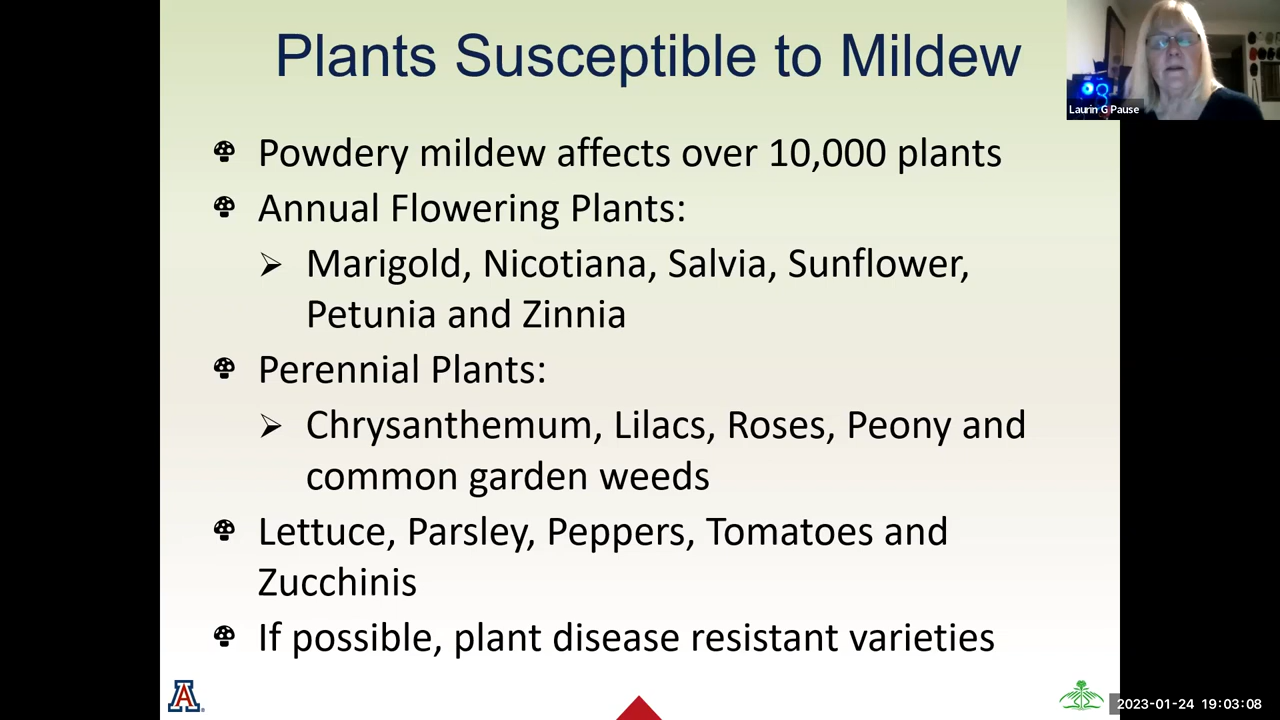 Plants Susceptible to Mildew
Laurin G Pause
Powdery mildew affects over 10,000 plants
Annual Flowering Plants:
Marigold, Nicotiana, Salvia, Sunflower,
Petunia and Zinnia
Perennial Plants:
Chrysanthemum, Lilacs, Roses, Peony and
common garden weeds
Lettuce, Parsley, Peppers, Tomatoes and
Zucchinis
If possible, plant disease resistant varieties
A
2023-01-24 19:03:08